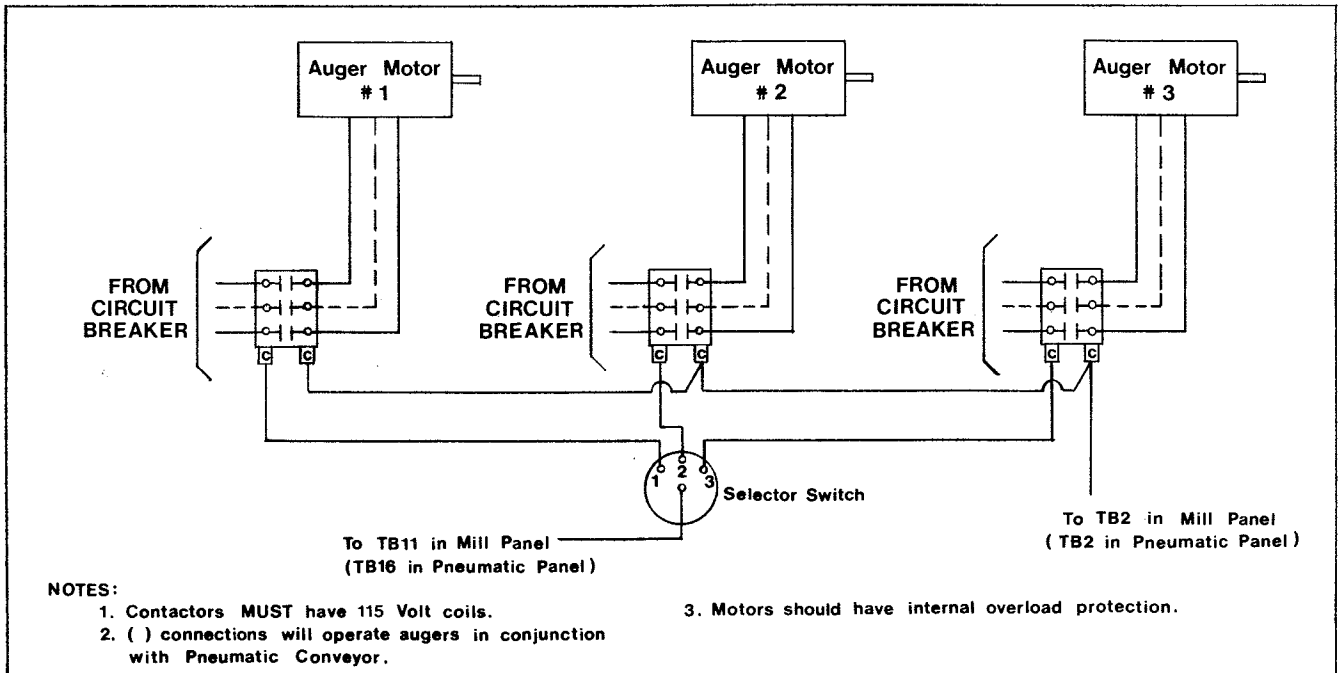 Auger Motor
# 1
Auger Motor
# 2
Auger Motor
# 3
FROM
CIRCUIT
BREAKER
C
C
FROM
CIRCUIT
BREAKER
C
C
FROM
CIRCUIT
BREAKER
C
C
1
2
3
Selector Switch
To TB11 in Mill Panel
(TB16 in Pneumatic Panel)
To TB2 in Mill Panel
(TB2 in Pneumatic Panel)
NOTES:
1. Contactors MUST have 115 Volt coils.
2. ( ) connections will operate augers in conjunction
with Pneumatic Conveyor.
3. Motors should have internal overload protection.